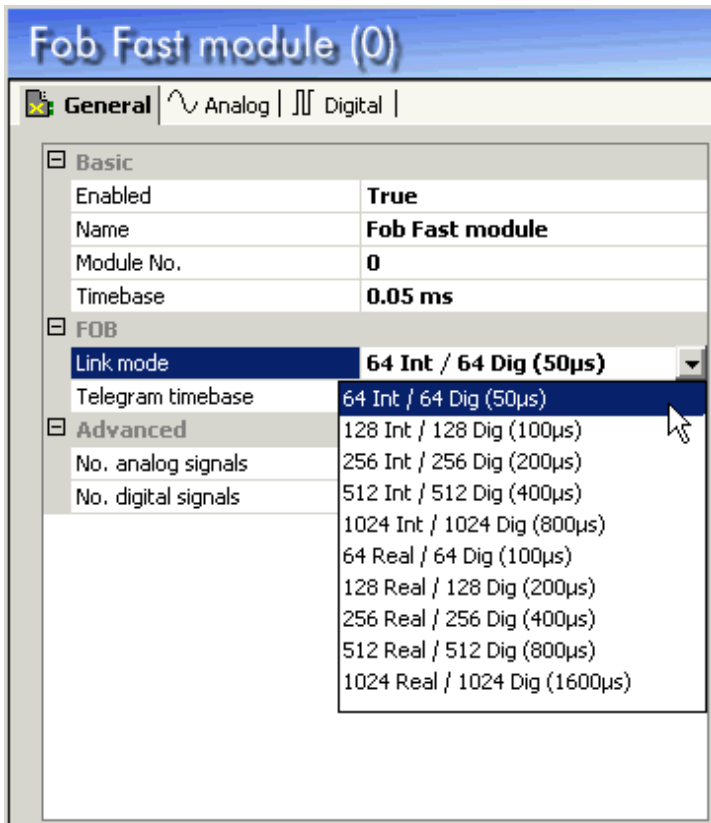 Fob Fast module (0)
General Analog Digital
Basic
Enabled True
Name Fob Fast module
Module No. 0
Timebase 0.05 ms
FOB
Link mode 64 Int / 64 Dig (50µs)
Telegram timebase
64 Int / 64 Dig (50µs)
128 Int / 128 Dig (100µs)
256 Int / 256 Dig (200µs)
512 Int / 512 Dig (400µs)
1024 Int / 1024 Dig (800µs)
64 Real / 64 Dig (100µs)
128 Real / 128 Dig (200µs)
256 Real / 256 Dig (400µs)
512 Real / 512 Dig (800µs)
1024 Real / 1024 Dig (1600µs)
Advanced
No. analog signals
No. digital signals